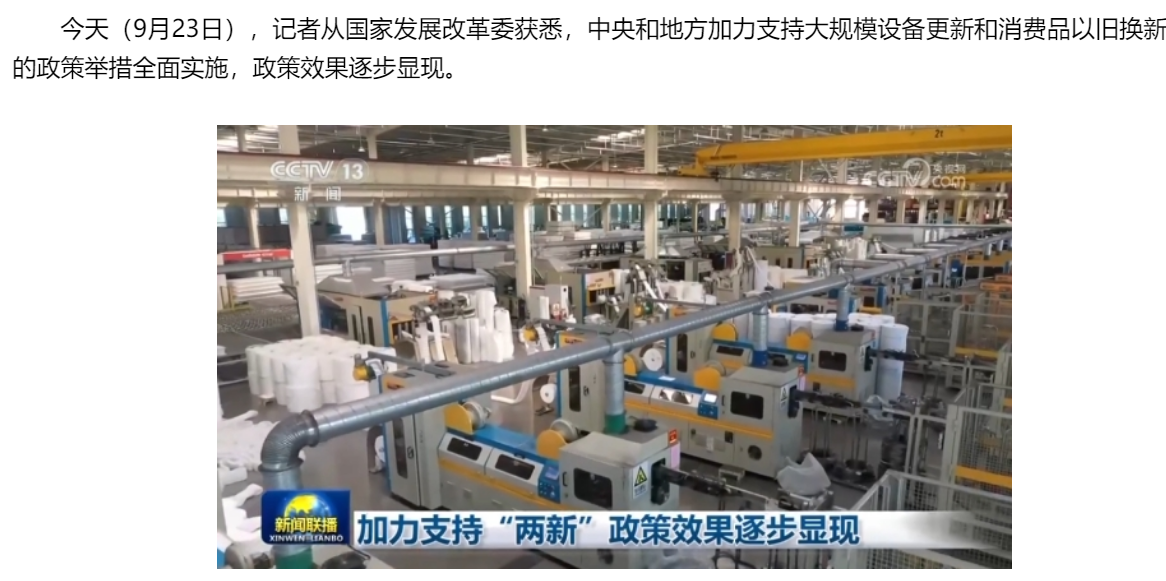 今天（9月23日），记者从国家发展改革委获悉，中央和地方加力支持大规模设备更新和消费品以旧换新
的政策举措全面实施，政策效果逐步显现。
21
CCTV 13
新 闻
央视网
CCTV.com
新闻联播
XINWEN LIANBO
加力支持“两新”政策效果逐步显现